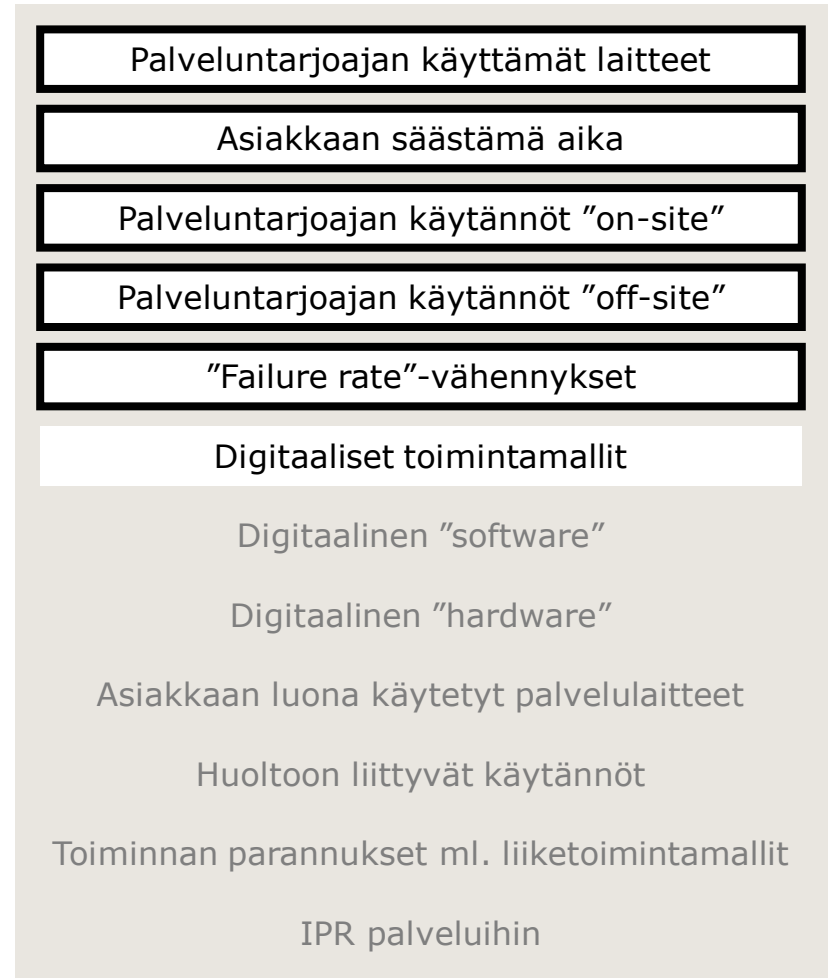 Palveluntarjoajan käyttämät laitteet
Asiakkaan säästämä aika
Palveluntarjoajan käytännöt ”on-site”
Palveluntarjoajan käytännöt ”off-site”
”Failure rate”-vähennykset
Digitaaliset toimintamallit
Digitaalinen ”software”
Digitaalinen ”hardware”
Asiakkaan luona käytetyt palvelulaitteet
Huoltoon liittyvät käytännöt
Toiminnan parannukset ml. liiketoimintamallit
IPR palveluihin